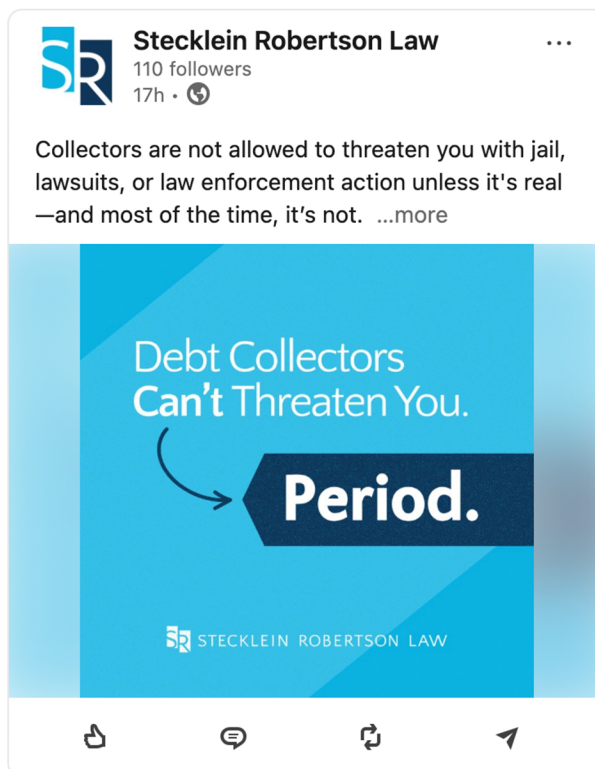 SR
Stecklein Robertson Law
110 followers
17h •
Collectors are not allowed to threaten you with jail,
lawsuits, or law enforcement action unless it's real
—and most of the time, it’s not. ...more
Debt Collectors
Can't Threaten You.
Period.
SR STECKLEIN ROBERTSON LAW